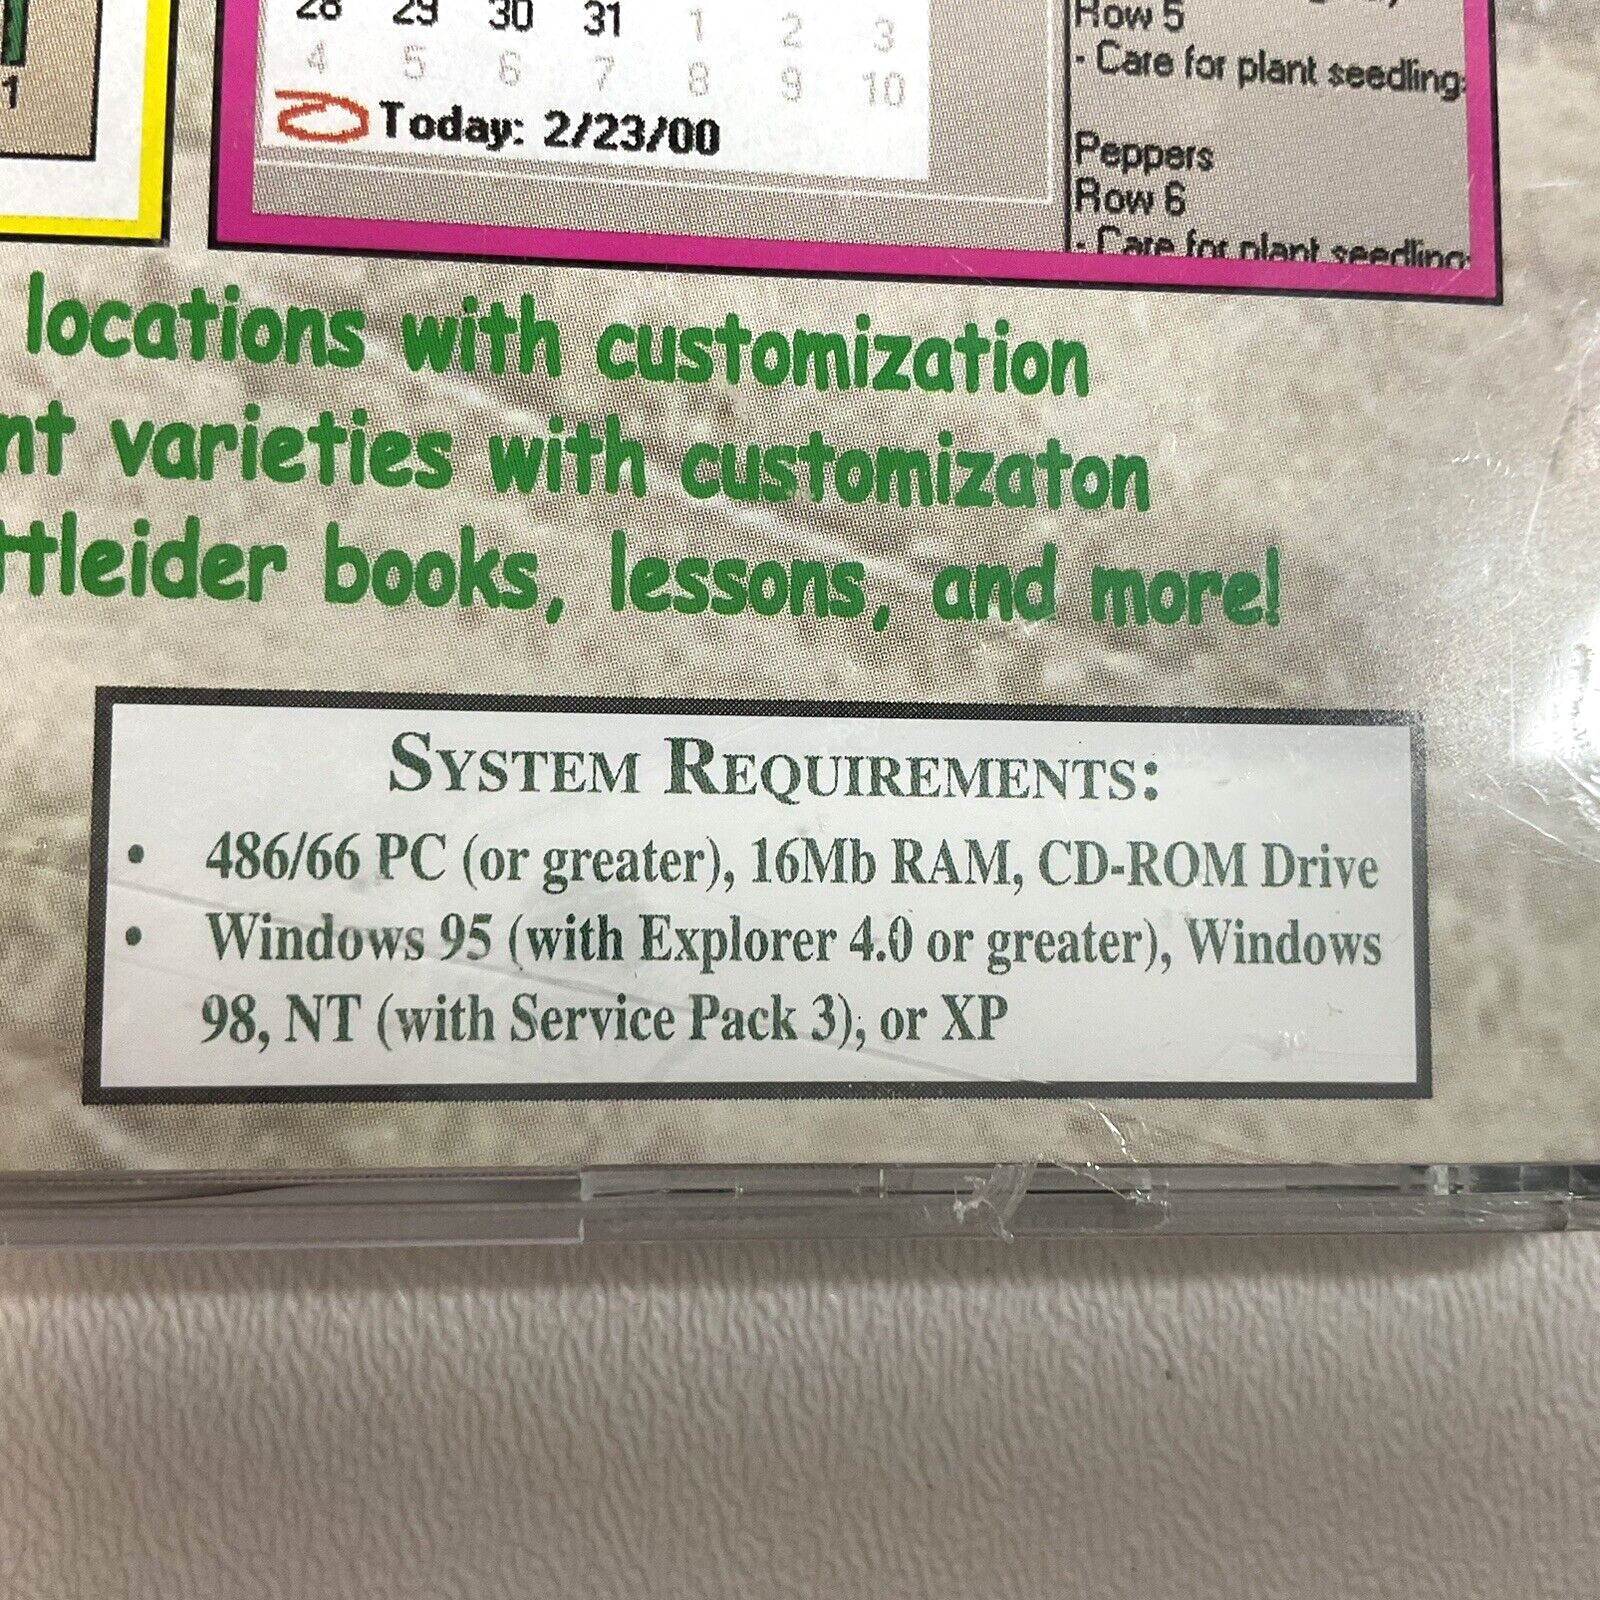 1
28 29 30 31 1 2 3
4 5 6 7 8 9 10
Today: 2/23/00
Row 5
- Care for plant seedling
Peppers
Row 6
- Care for plant seedling
locations with customization
nt varieties with customizaton
ttleider books, lessons, and more!
SYSTEM REQUIREMENTS:
• 486/66 PC (or greater), 16Mb RAM, CD-ROM Drive
• Windows 95 (with Explorer 4.0 or greater), Windows
98, NT (with Service Pack 3), or XP